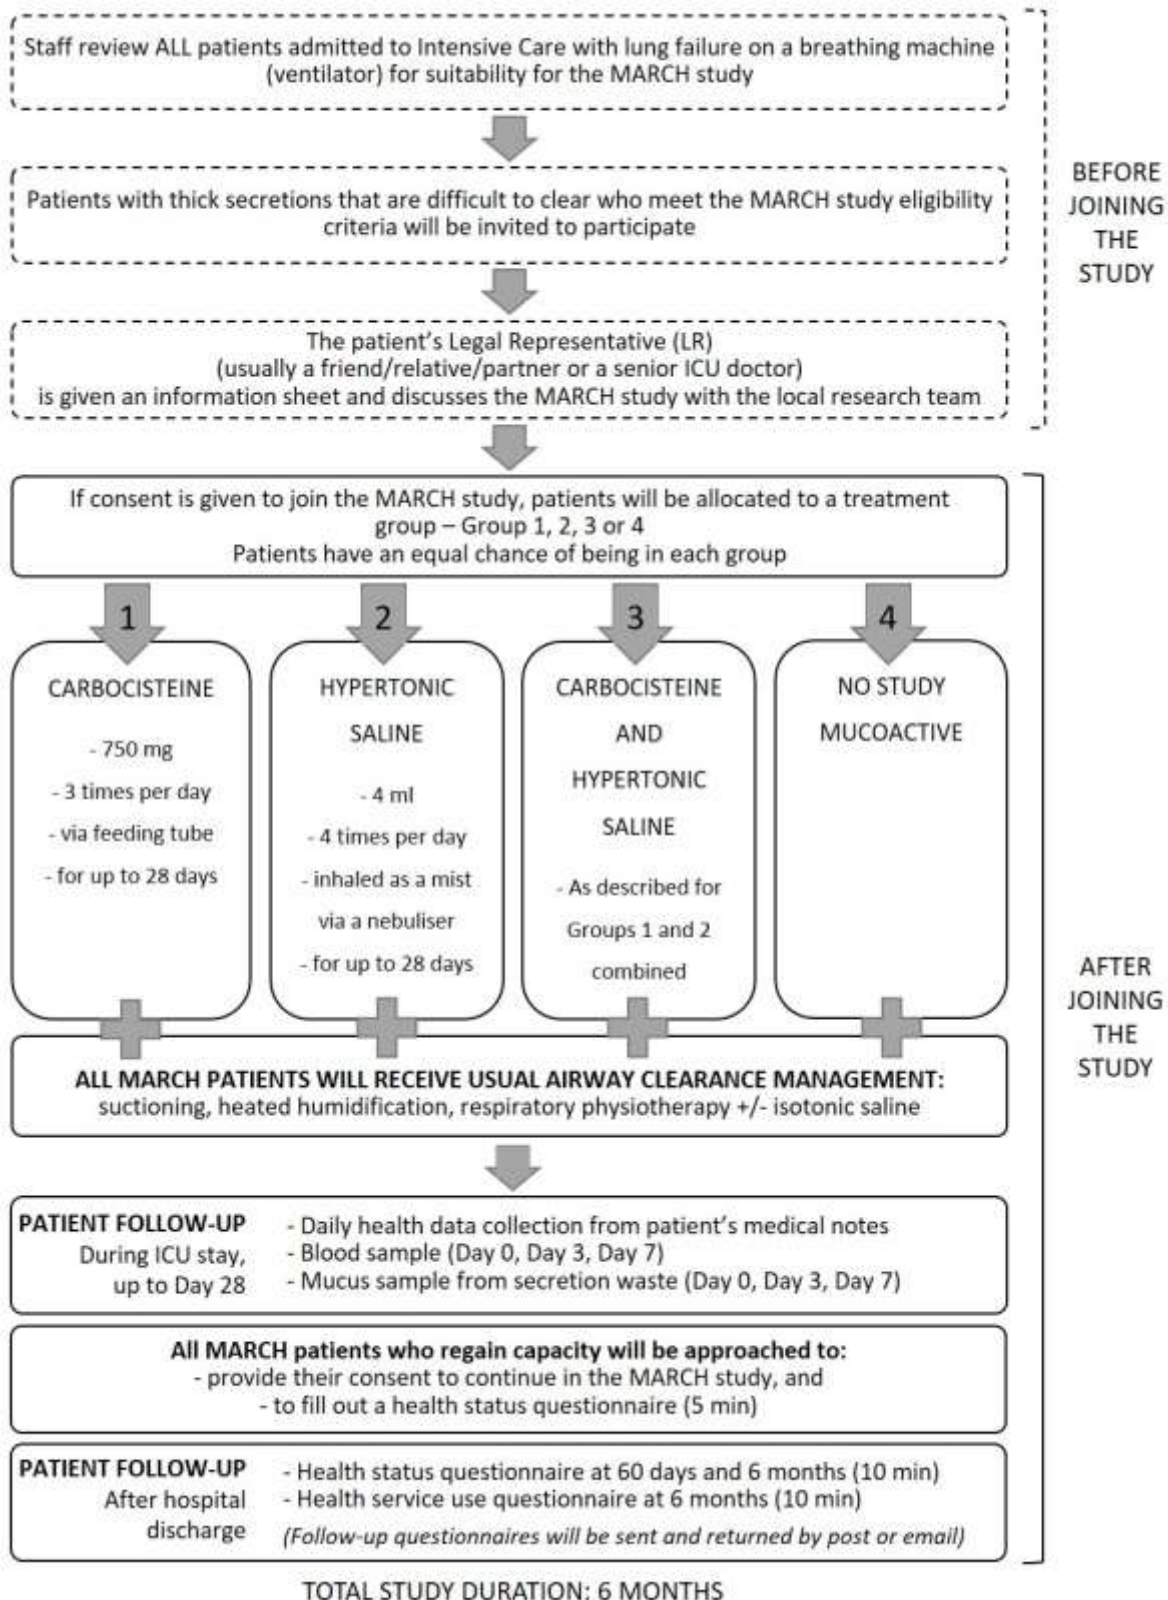 Staff review ALL patients admitted to Intensive Care with lung failure on a breathing machine
(ventilator) for suitability for the MARCH study
Patients with thick secretions that are difficult to clear who meet the MARCH study eligibility
criteria will be invited to participate
The patient's Legal Representative (LR)
(usually a friend/relative/partner or a senior ICU doctor)
is given an information sheet and discusses the MARCH study with the local research team
BEFORE
JOINING
THE
STUDY
If consent is given to join the MARCH study, patients will be allocated to a treatment
group – Group 1, 2, 3 or 4
Patients have an equal chance of being in each group
1
CARBOCISTEINE
- 750 mg
- 3 times per day
- via feeding tube
- for up to 28 days
2
HYPERTONIC
SALINE
- 4 ml
- 4 times per day
- inhaled as a mist
via a nebuliser
- for up to 28 days
3
CARBOCISTEINE
AND
HYPERTONIC
SALINE
- As described for
Groups 1 and 2
combined
4
NO STUDY
MUCOACTIVE
ALL MARCH PATIENTS WILL RECEIVE USUAL AIRWAY CLEARANCE MANAGEMENT:
suctioning, heated humidification, respiratory physiotherapy +/- isotonic saline
PATIENT FOLLOW-UP
During ICU stay,
up to Day 28
- Daily health data collection from patient's medical notes
- Blood sample (Day 0, Day 3, Day 7)
- Mucus sample from secretion waste (Day 0, Day 3, Day 7)
All MARCH patients who regain capacity will be approached to:
- provide their consent to continue in the MARCH study, and
- to fill out a health status questionnaire (5 min)
PATIENT FOLLOW-UP
After hospital
discharge
- Health status questionnaire at 60 days and 6 months (10 min)
- Health service use questionnaire at 6 months (10 min)
(Follow-up questionnaires will be sent and returned by post or email)
AFTER
JOINING
THE
STUDY
TOTAL STUDY DURATION: 6 MONTHS